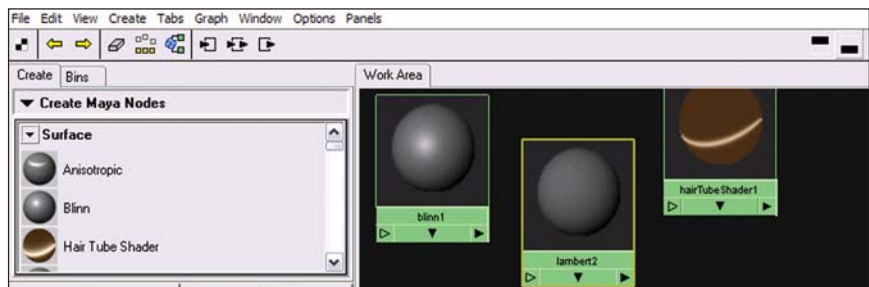 File Edit View Create Tabs Graph Window Options Panels
Create Bins
Work Area
Create Maya Nodes
Surface
Anisotropic
Blinn
Hair Tube Shader
blinn1
lambert2
hairTubeShader1